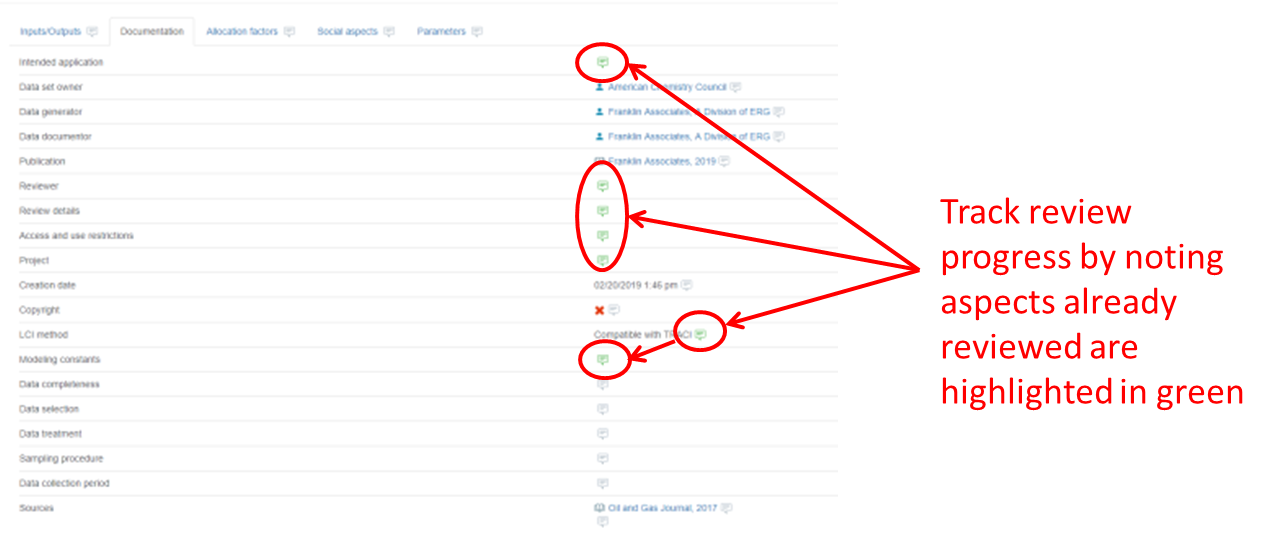 Inputs/Outputs Documentation Allocation factors Social aspects Parameters
Intended application
Data set owner American Chemistry Council
Data generator Franklin Associates, A Division of ERG
Data documentor Franklin Associates, A Division of ERG
Publication Franklin Associates, 2019
Reviewer
Review details
Access and use restrictions
Project
Creation date 02/20/2019 1:46 pm
Copyright
LCI method Compatible with TRACI
Modeling constants
Data completeness
Data selection
Data treatment
Sampling procedure
Data collection period
Sources Oil and Gas Journal, 2017
Track review
progress by noting
aspects already
reviewed are
highlighted in green